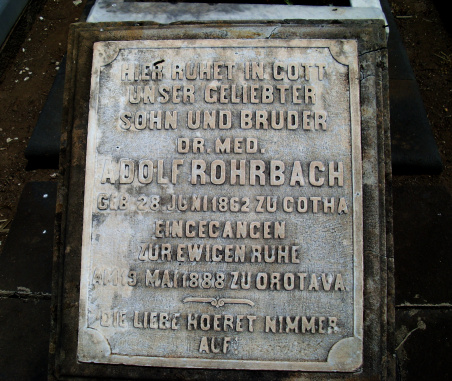 HIER RUHET IN GOTT
UNSER GELIEBTER
SOHN UND BRUDER
DR. MED.
ADOLF ROHRBACH
GEB. 28. JUNI 1862 ZU GOTHA
EINGEGANGEN
ZUR EWIGEN RUHE
AM 19. MAI 1888 ZU OROTAVA.
DIE LIEBE HOERET NIMMER
AUF.